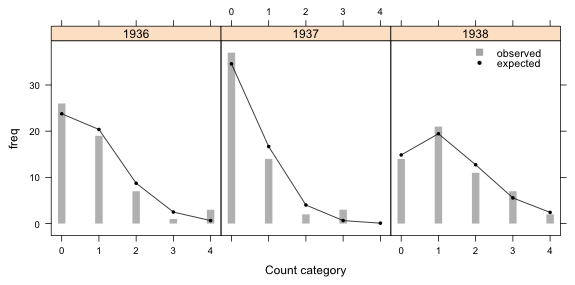 0 1 2 3 4
1936 1937 1938
observed
expected
30
20
10
0
freq
0 1 2 3 4 0 1 2 3 4
Count category